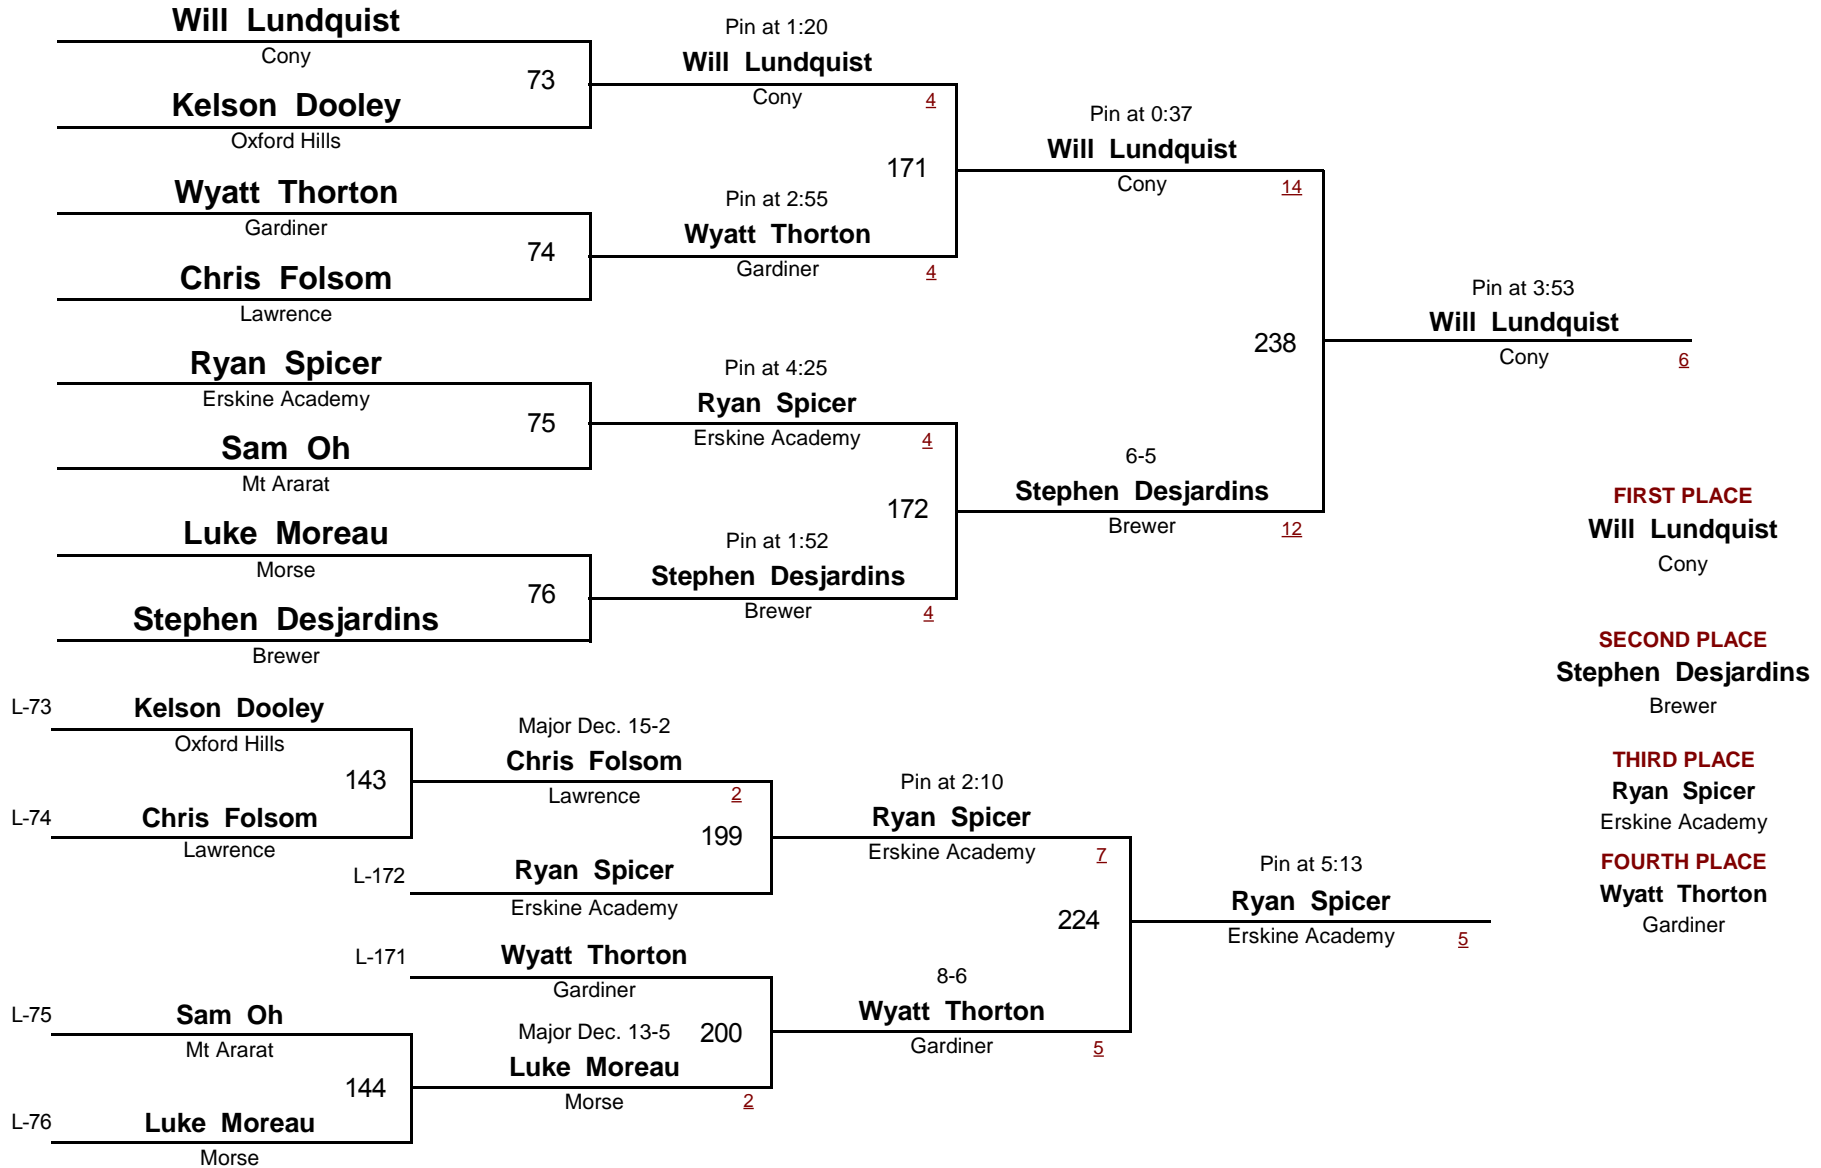 Will Lundquist
Cony
73
Kelson Dooley
Oxford Hills
Wyatt Thorton
Gardiner
74
Chris Folsom
Lawrence
Ryan Spicer
Erskine Academy
75
Sam Oh
Mt Ararat
Luke Moreau
Morse
76
Stephen Desjardins
Brewer
Pin at 1:20
Will Lundquist
Cony
4
171
Pin at 2:55
Wyatt Thorton
Gardiner
4
Pin at 4:25
Ryan Spicer
Erskine Academy
4
172
Pin at 1:52
Stephen Desjardins
Brewer
4
Pin at 0:37
Will Lundquist
Cony
14
238
6-5
Stephen Desjardins
Brewer
12
Pin at 3:53
Will Lundquist
Cony
6
FIRST PLACE
Will Lundquist
Cony
SECOND PLACE
Stephen Desjardins
Brewer
THIRD PLACE
Ryan Spicer
Erskine Academy
FOURTH PLACE
Wyatt Thorton
Gardiner
L-73
Kelson Dooley
Oxford Hills
143
L-74
Chris Folsom
Lawrence
L-75
Sam Oh
Mt Ararat
144
L-76
Luke Moreau
Morse
Major Dec. 15-2
Chris Folsom
Lawrence
2
199
L-172
Ryan Spicer
Erskine Academy
L-171
Wyatt Thorton
Gardiner
200
Major Dec. 13-5
Luke Moreau
Morse
2
Pin at 2:10
Ryan Spicer
Erskine Academy
7
224
8-6
Wyatt Thorton
Gardiner
5
Pin at 5:13
Ryan Spicer
Erskine Academy
5